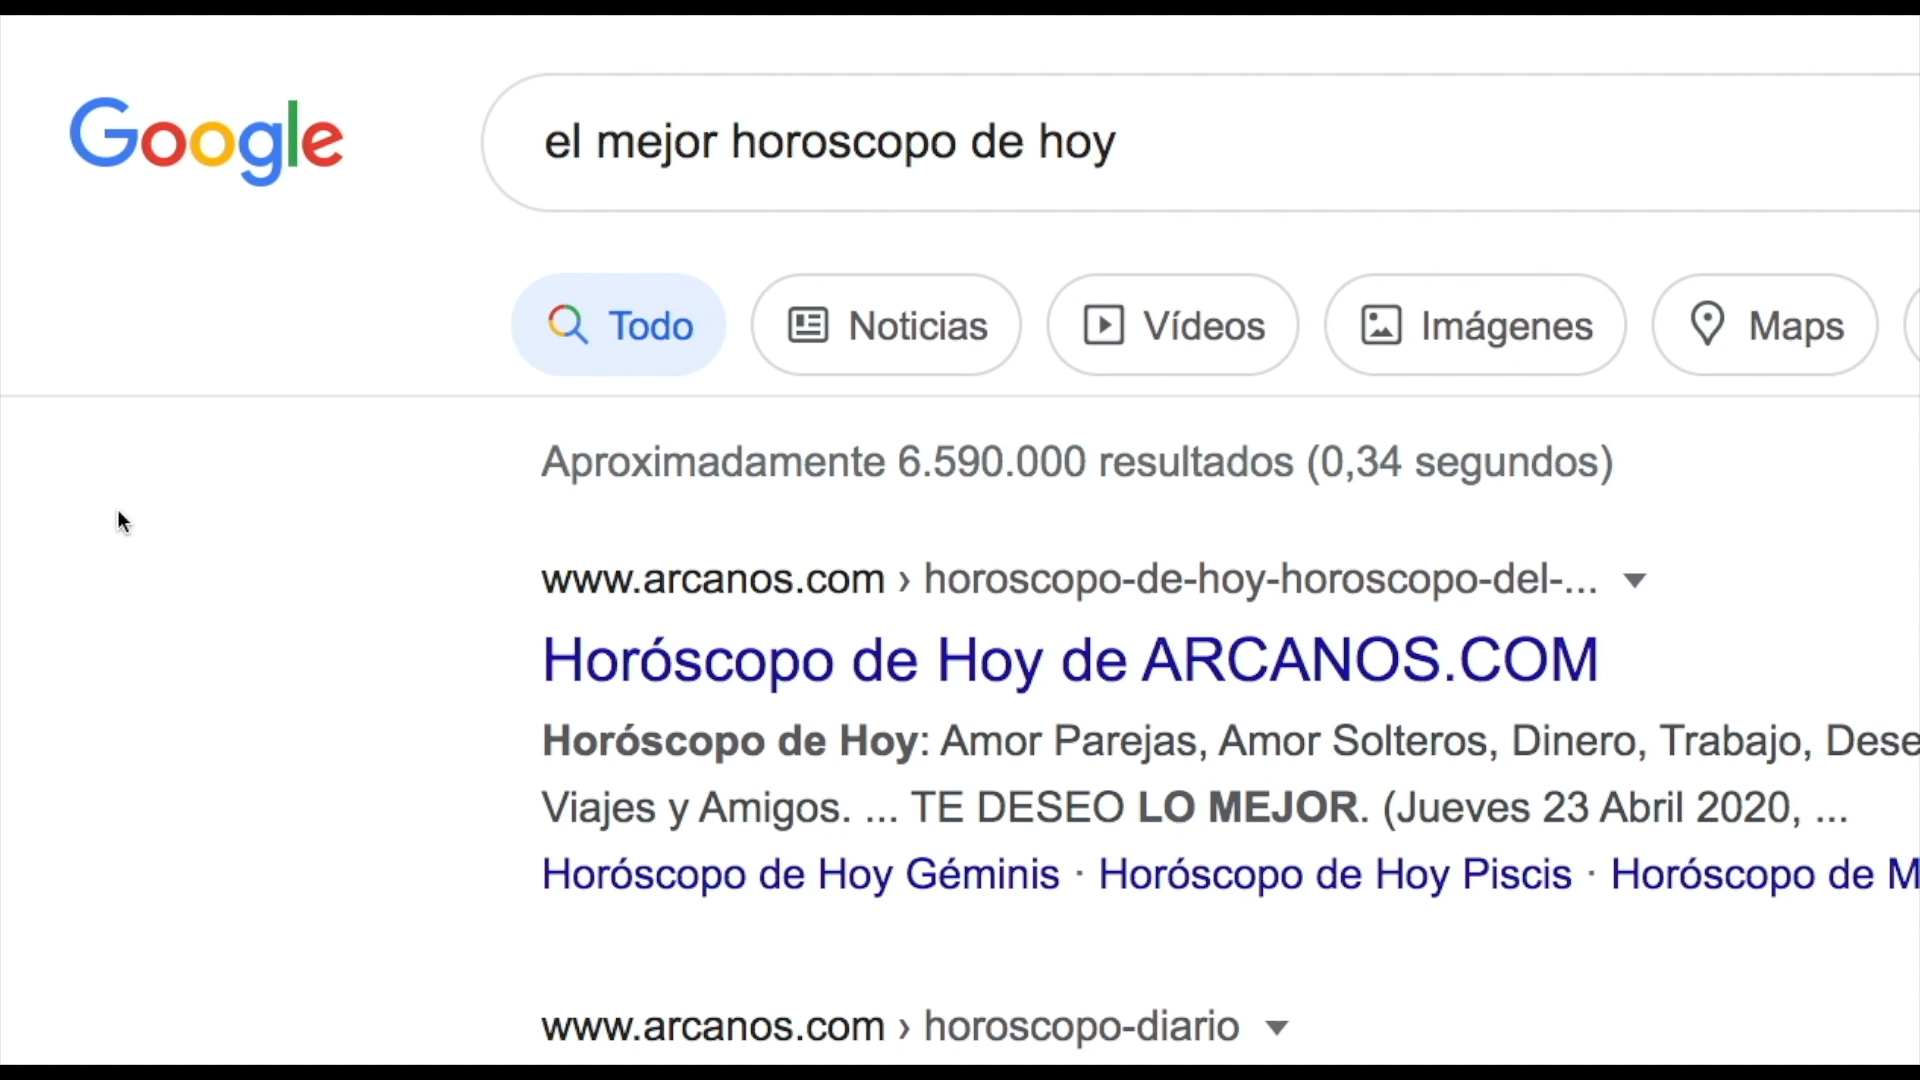 Google
el mejor horoscopo de hoy
Todo Noticias Vídeos Imágenes Maps
Aproximadamente 6.590.000 resultados (0,34 segundos)
www.arcanos.com › horoscopo-de-hoy-horoscopo-del-...
Horóscopo de Hoy de ARCANOS.COM
Horóscopo de Hoy: Amor Parejas, Amor Solteros, Dinero, Trabajo, Dese
Viajes y Amigos. ... TE DESEO LO MEJOR. (Jueves 23 Abril 2020, ...
Horóscopo de Hoy Géminis · Horóscopo de Hoy Piscis · Horóscopo de M
www.arcanos.com › horoscopo-diario